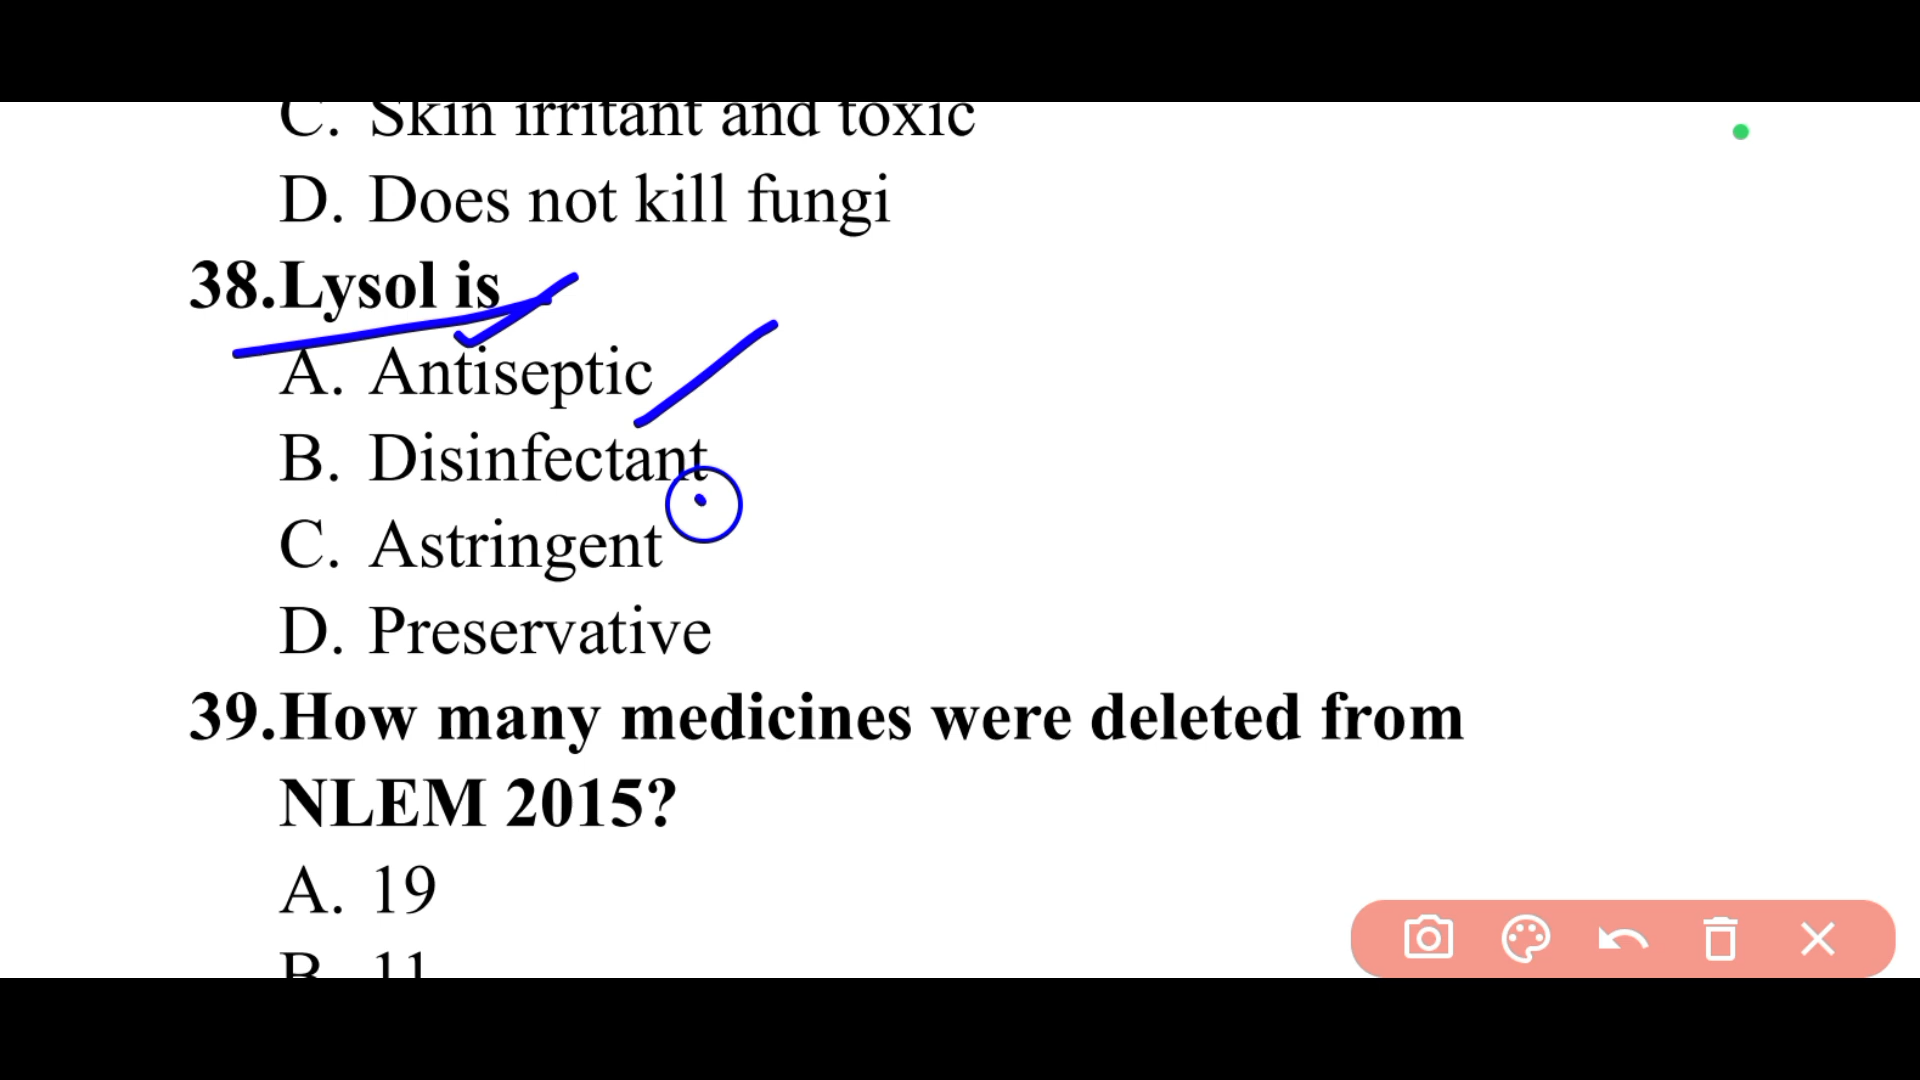 C. Skin irritant and toxic
D. Does not kill fungi
38.Lysol is
A. Antiseptic
B. Disinfectant
C. Astringent
D. Preservative
39.How many medicines were deleted from
NLEM 2015?
A. 19
B. 11